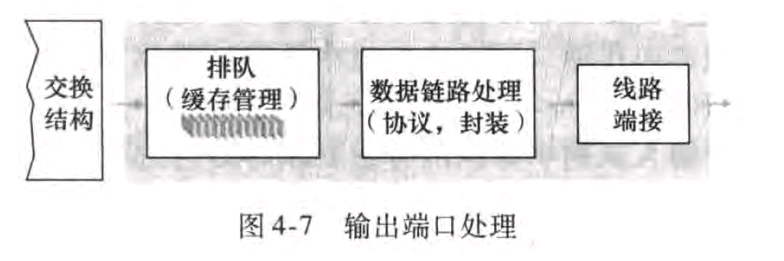 交换
结构
排队
（缓存管理）
数据链路处理
（协议，封装）
线路
端接
图 4-7 输出端口处理